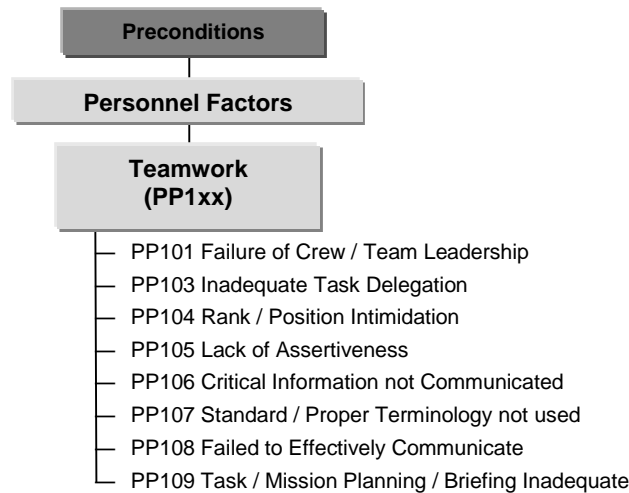 Preconditions
Personnel Factors
Teamwork
(PP1xx)
PP101 Failure of Crew / Team Leadership
PP103 Inadequate Task Delegation
PP104 Rank / Position Intimidation
PP105 Lack of Assertiveness
PP106 Critical Information not Communicated
PP107 Standard / Proper Terminology not used
PP108 Failed to Effectively Communicate
PP109 Task / Mission Planning / Briefing Inadequate